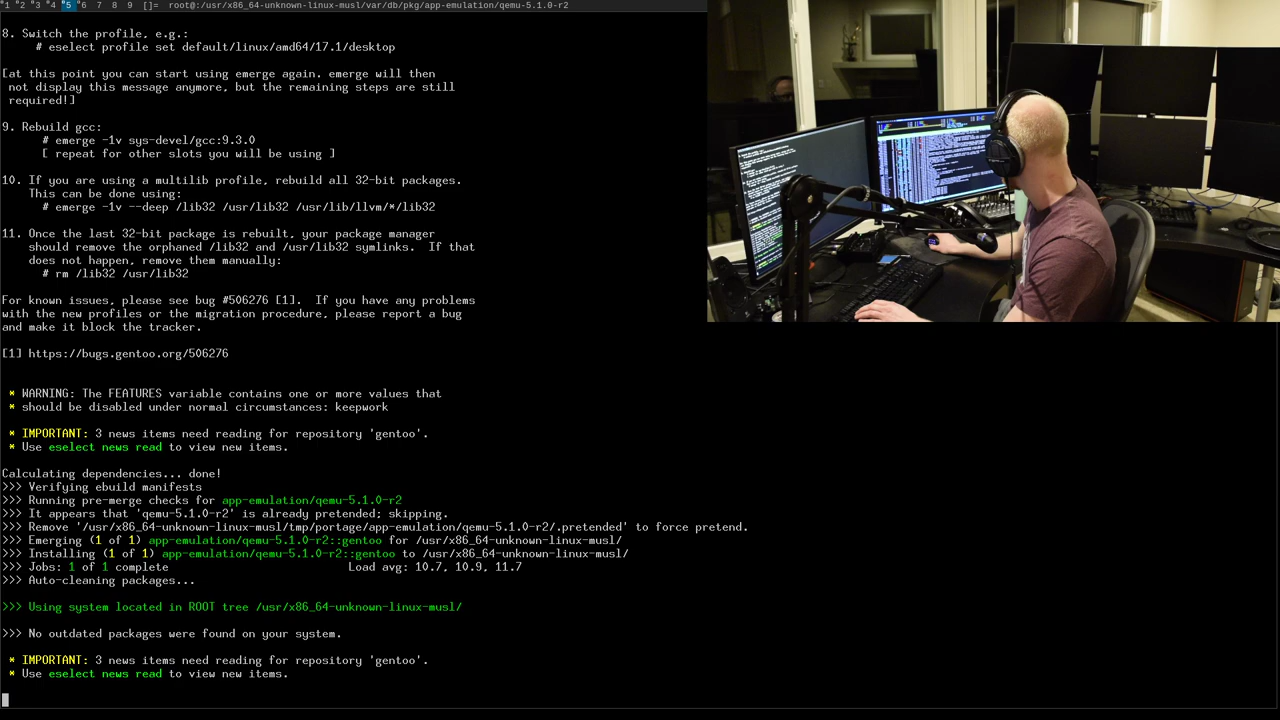 1 2 3 4 5 6 7 8 9 []= root@:/usr/x86_64-unknown-linux-musl/var/db/pkg/app-emulation/qemu-5.1.0-r2
8. Switch the profile, e.g.:
# eselect profile set default/linux/amd64/17.1/desktop
[at this point you can start using emerge again. emerge will then
not display this message anymore, but the remaining steps are still
required!]
9. Rebuild gcc:
# emerge -1v sys-devel/gcc:9.3.0
[ repeat for other slots you will be using ]
10. If you are using a multilib profile, rebuild all 32-bit packages.
This can be done using:
# emerge -1v --deep /lib32 /usr/lib32 /usr/lib/llvm/*/lib32
11. Once the last 32-bit package is rebuilt, your package manager
should remove the orphaned /lib32 and /usr/lib32 symlinks.  If that
does not happen, remove them manually:
# rm /lib32 /usr/lib32
For known issues, please see bug #506276 [1].  If you have any problems
with the new profiles or the migration procedure, please report a bug
and make it block the tracker.
[1] https://bugs.gentoo.org/506276
* WARNING: The FEATURES variable contains one or more values that
* should be disabled under normal circumstances: keepwork
* IMPORTANT: 3 news items need reading for repository 'gentoo'.
* Use eselect news read to view new items.
Calculating dependencies... done!
>>> Verifying ebuild manifests
>>> Running pre-merge checks for app-emulation/qemu-5.1.0-r2
>>> It appears that 'qemu-5.1.0-r2' is already pretended; skipping.
>>> Remove '/usr/x86_64-unknown-linux-musl/tmp/portage/app-emulation/qemu-5.1.0-r2/.pretended' to force pretend.
>>> Emerging (1 of 1) app-emulation/qemu-5.1.0-r2::gentoo for /usr/x86_64-unknown-linux-musl/
>>> Installing (1 of 1) app-emulation/qemu-5.1.0-r2::gentoo to /usr/x86_64-unknown-linux-musl/
>>> Jobs: 1 of 1 complete Load avg: 10.7, 10.9, 11.7
>>> Auto-cleaning packages...
>>> Using system located in ROOT tree /usr/x86_64-unknown-linux-musl/
>>> No outdated packages were found on your system.
* IMPORTANT: 3 news items need reading for repository 'gentoo'.
* Use eselect news read to view new items.